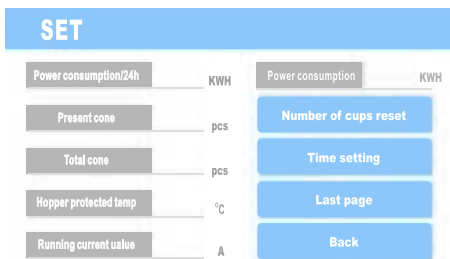 SET
Power consumption/24h KWH
Power consumption KWH
Present cone pcs
Number of cups reset
Total cone pcs
Time setting
Hopper protected temp °C
Last page
Running current ualue A
Back